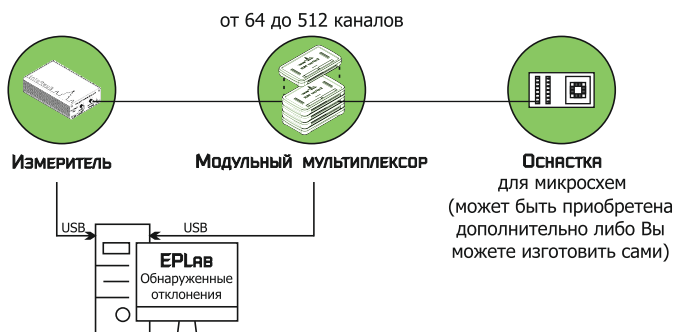 от 64 до 512 каналов
Измеритель
Модульный мультиплексор
Оснастка
для микросхем
(может быть приобретена
дополнительно либо Вы
можете изготовить сами)
USB
USB
EPLab
Обнаруженные
отклонения